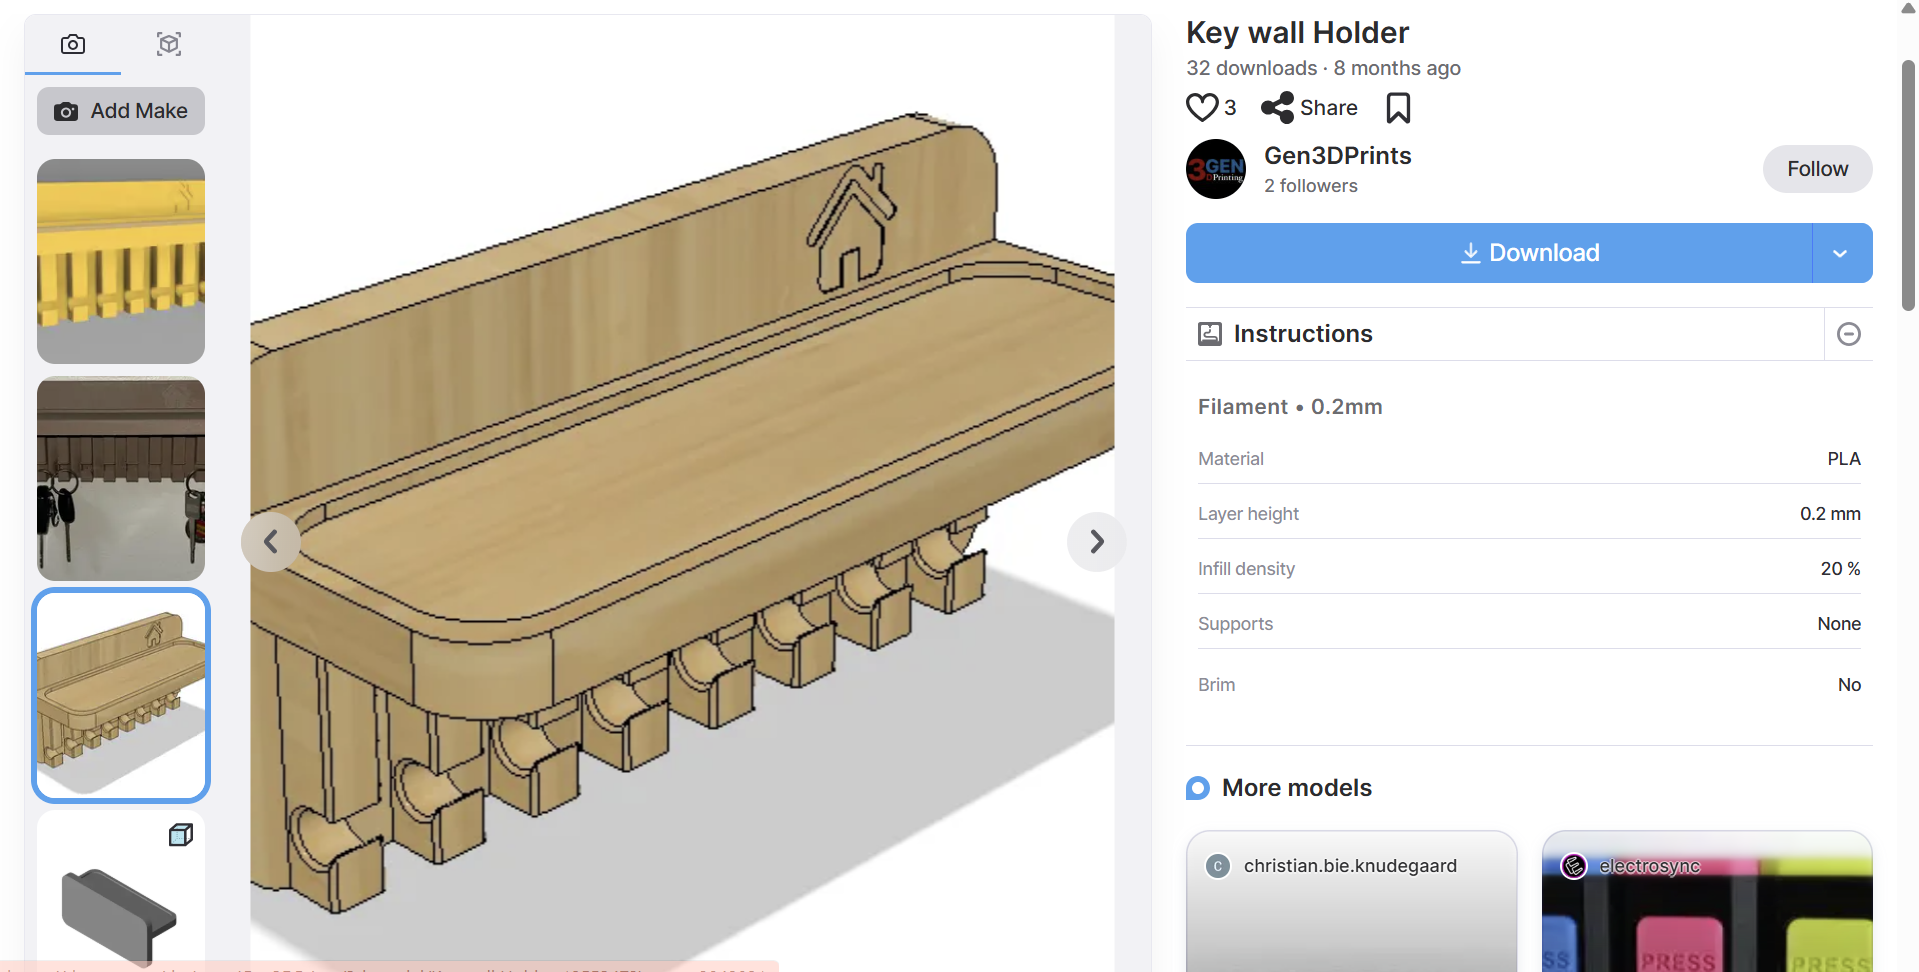 Add Make
Key wall Holder
32 downloads · 8 months ago
3
Share
3GEN
DPrinting
Gen3DPrints
2 followers
Follow
Download
Instructions
Filament • 0.2mm
Material
PLA
Layer height
0.2 mm
Infill density
20 %
Supports
None
Brim
No
More models
C
christian.bie.knudegaard
electrosync
SS
PRESS
PRESS